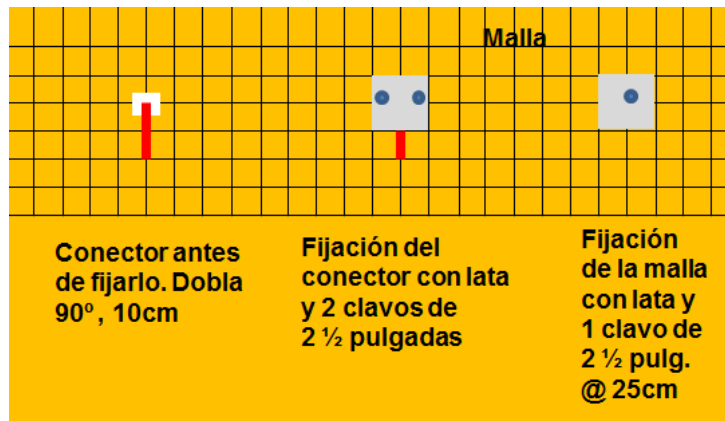 Malla
Conector antes
de fijarlo. Dobla
90º , 10cm
Fijación del
conector con lata
y 2 clavos de
2 ½ pulgadas
Fijación
de la malla
con lata y
1 clavo de
2 ½ pulg.
@ 25cm